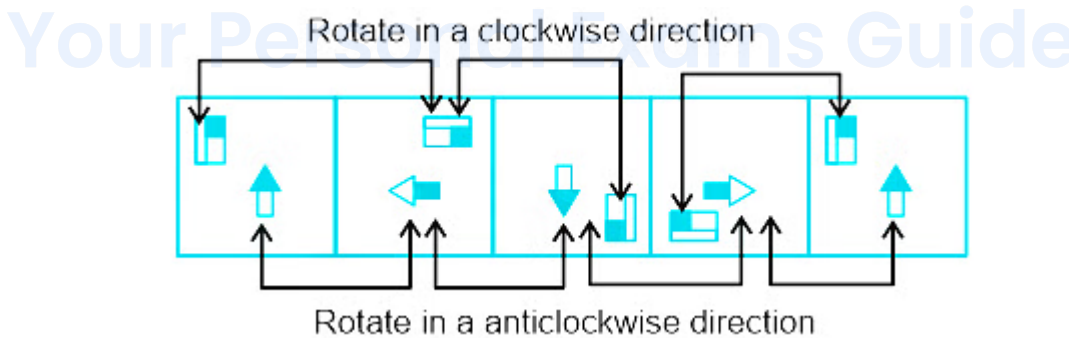 Your Personal Exams Guide
Rotate in a clockwise direction
Rotate in a anticlockwise direction